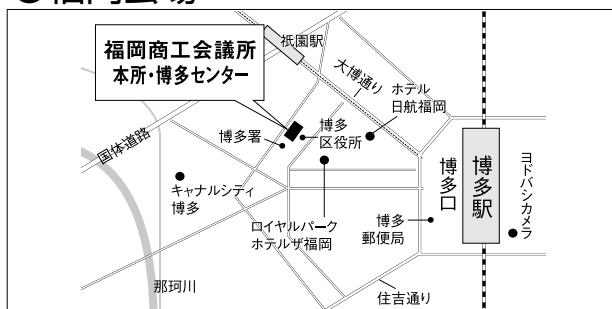 福岡商工会議所
本所・博多センター
祇園駅
大博通り
ホテル
日航福岡
国体道路
博多署
博多
区役所
キャナルシティ
博多
ロイヤルパーク
ホテルザ福岡
博多口
博多駅
ヨドバシカメラ
博多
郵便局
那珂川
住吉通り